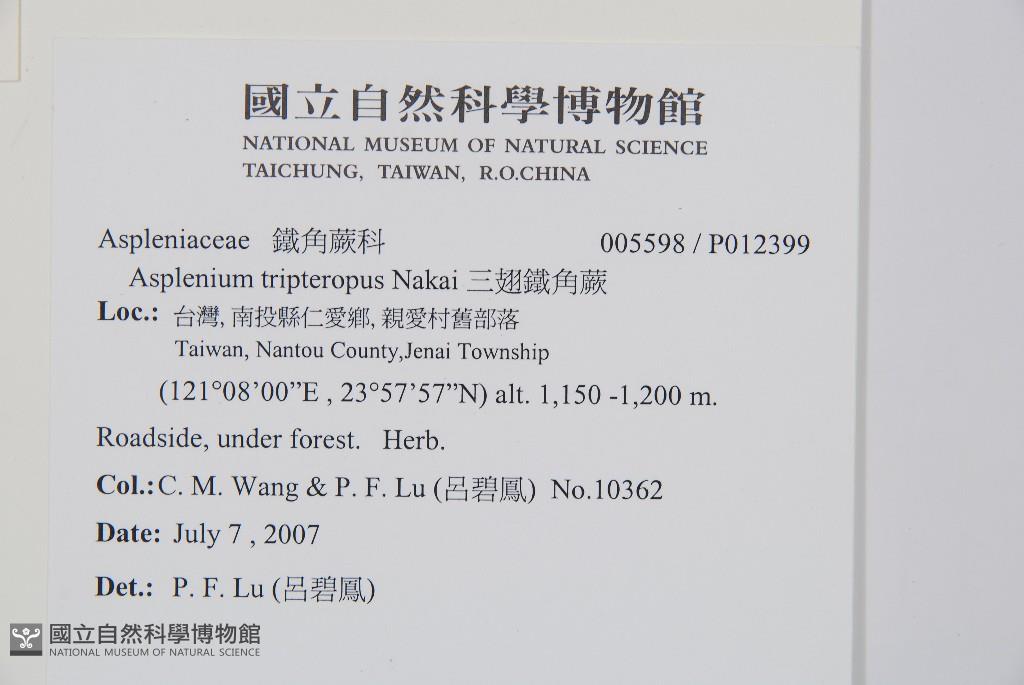 國立自然科學博物館
NATIONAL MUSEUM OF NATURAL SCIENCE
TAICHUNG, TAIWAN, R.O.CHINA
Aspleniaceae 鐵角蕨科 005598 / P012399
Asplenium tripteropus Nakai 三翅鐵角蕨
Loc.: 台灣, 南投縣仁愛鄉, 親愛村舊部落
Taiwan, Nantou County,Jenai Township
(121°08’00”E , 23°57’57”N) alt. 1,150 -1,200 m.
Roadside, under forest. Herb.
Col.:C. M. Wang & P. F. Lu (呂碧鳳) No.10362
Date: July 7 , 2007
Det.: P. F. Lu (呂碧鳳)
國立自然科學博物館
NATIONAL MUSEUM OF NATURAL SCIENCE